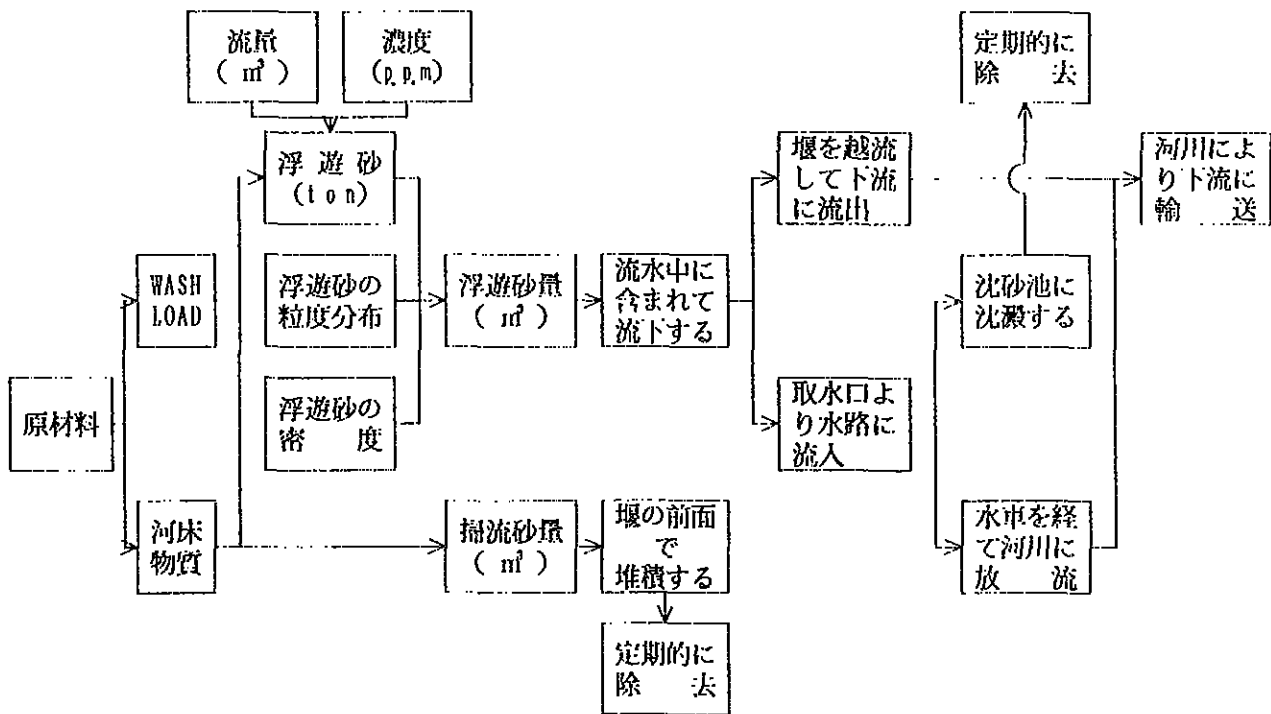 流量
( m³ )
濃度
(p.p.m)
定期的に
除　去
浮遊砂
(ton)
堰を越流
して下流
に流出
河川によ
り下流に
輸　送
WASH
LOAD
浮遊砂の
粒度分布
浮遊砂量
( m³ )
流水中に
含まれて
流下する
沈砂池に
沈澱する
原材料
浮遊砂の
密　度
取水口よ
り水路に
流入
河床
物質
掃流砂量
( m³ )
堰の前面
で
堆積する
水車を経
て河川に
放　流
定期的に
除　去